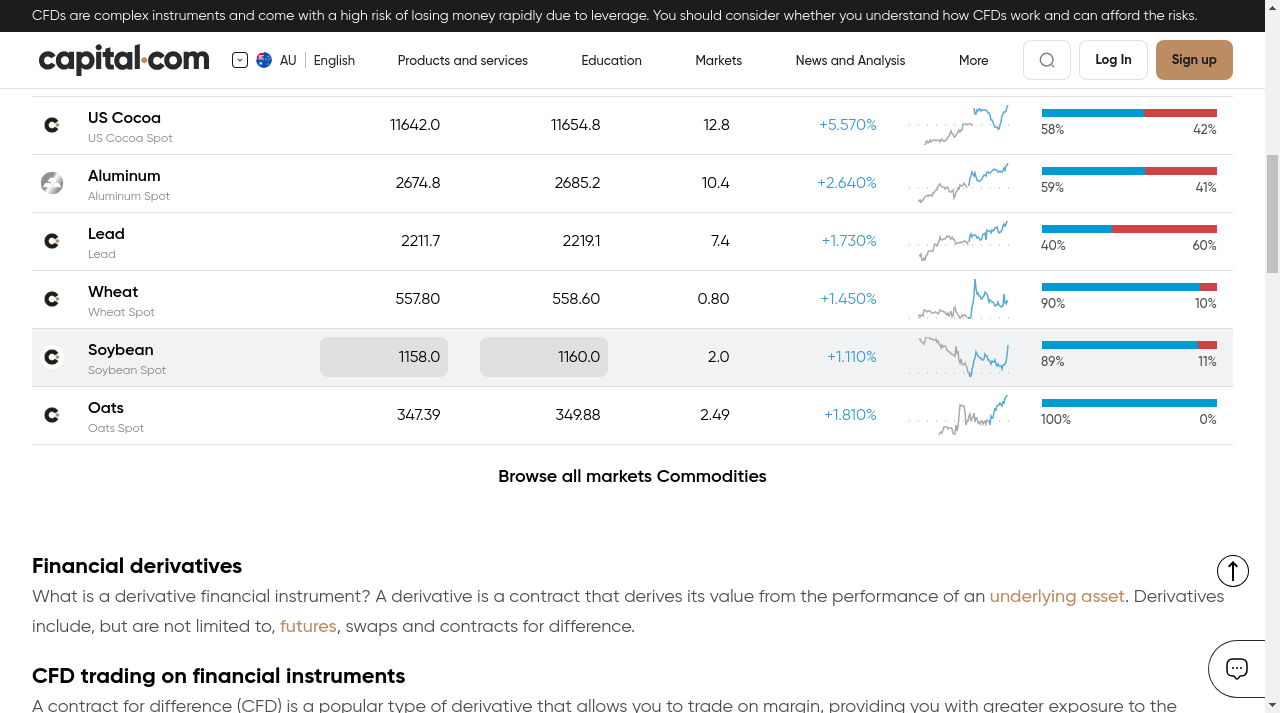 CFDs are complex instruments and come with a high risk of losing money rapidly due to leverage. You should consider whether you understand how CFDs work and can afford the risks.
capital.com AU English Products and services Education Markets News and Analysis More Log In Sign up
US Cocoa 11642.0 11654.8 12.8 +5.570%
US Cocoa Spot 58% 42%
Aluminum 2674.8 2685.2 10.4 +2.640%
Aluminum Spot 59% 41%
Lead 2211.7 2219.1 7.4 +1.730%
Lead 40% 60%
Wheat 557.80 558.60 0.80 +1.450%
Wheat Spot 90% 10%
Soybean 1158.0 1160.0 2.0 +1.110%
Soybean Spot 89% 11%
Oats 347.39 349.88 2.49 +1.810%
Oats Spot 100% 0%
Browse all markets Commodities
Financial derivatives
What is a derivative financial instrument? A derivative is a contract that derives its value from the performance of an underlying asset. Derivatives
include, but are not limited to, futures, swaps and contracts for difference.
CFD trading on financial instruments
A contract for difference (CFD) is a popular type of derivative that allows you to trade on margin, providing you with greater exposure to the